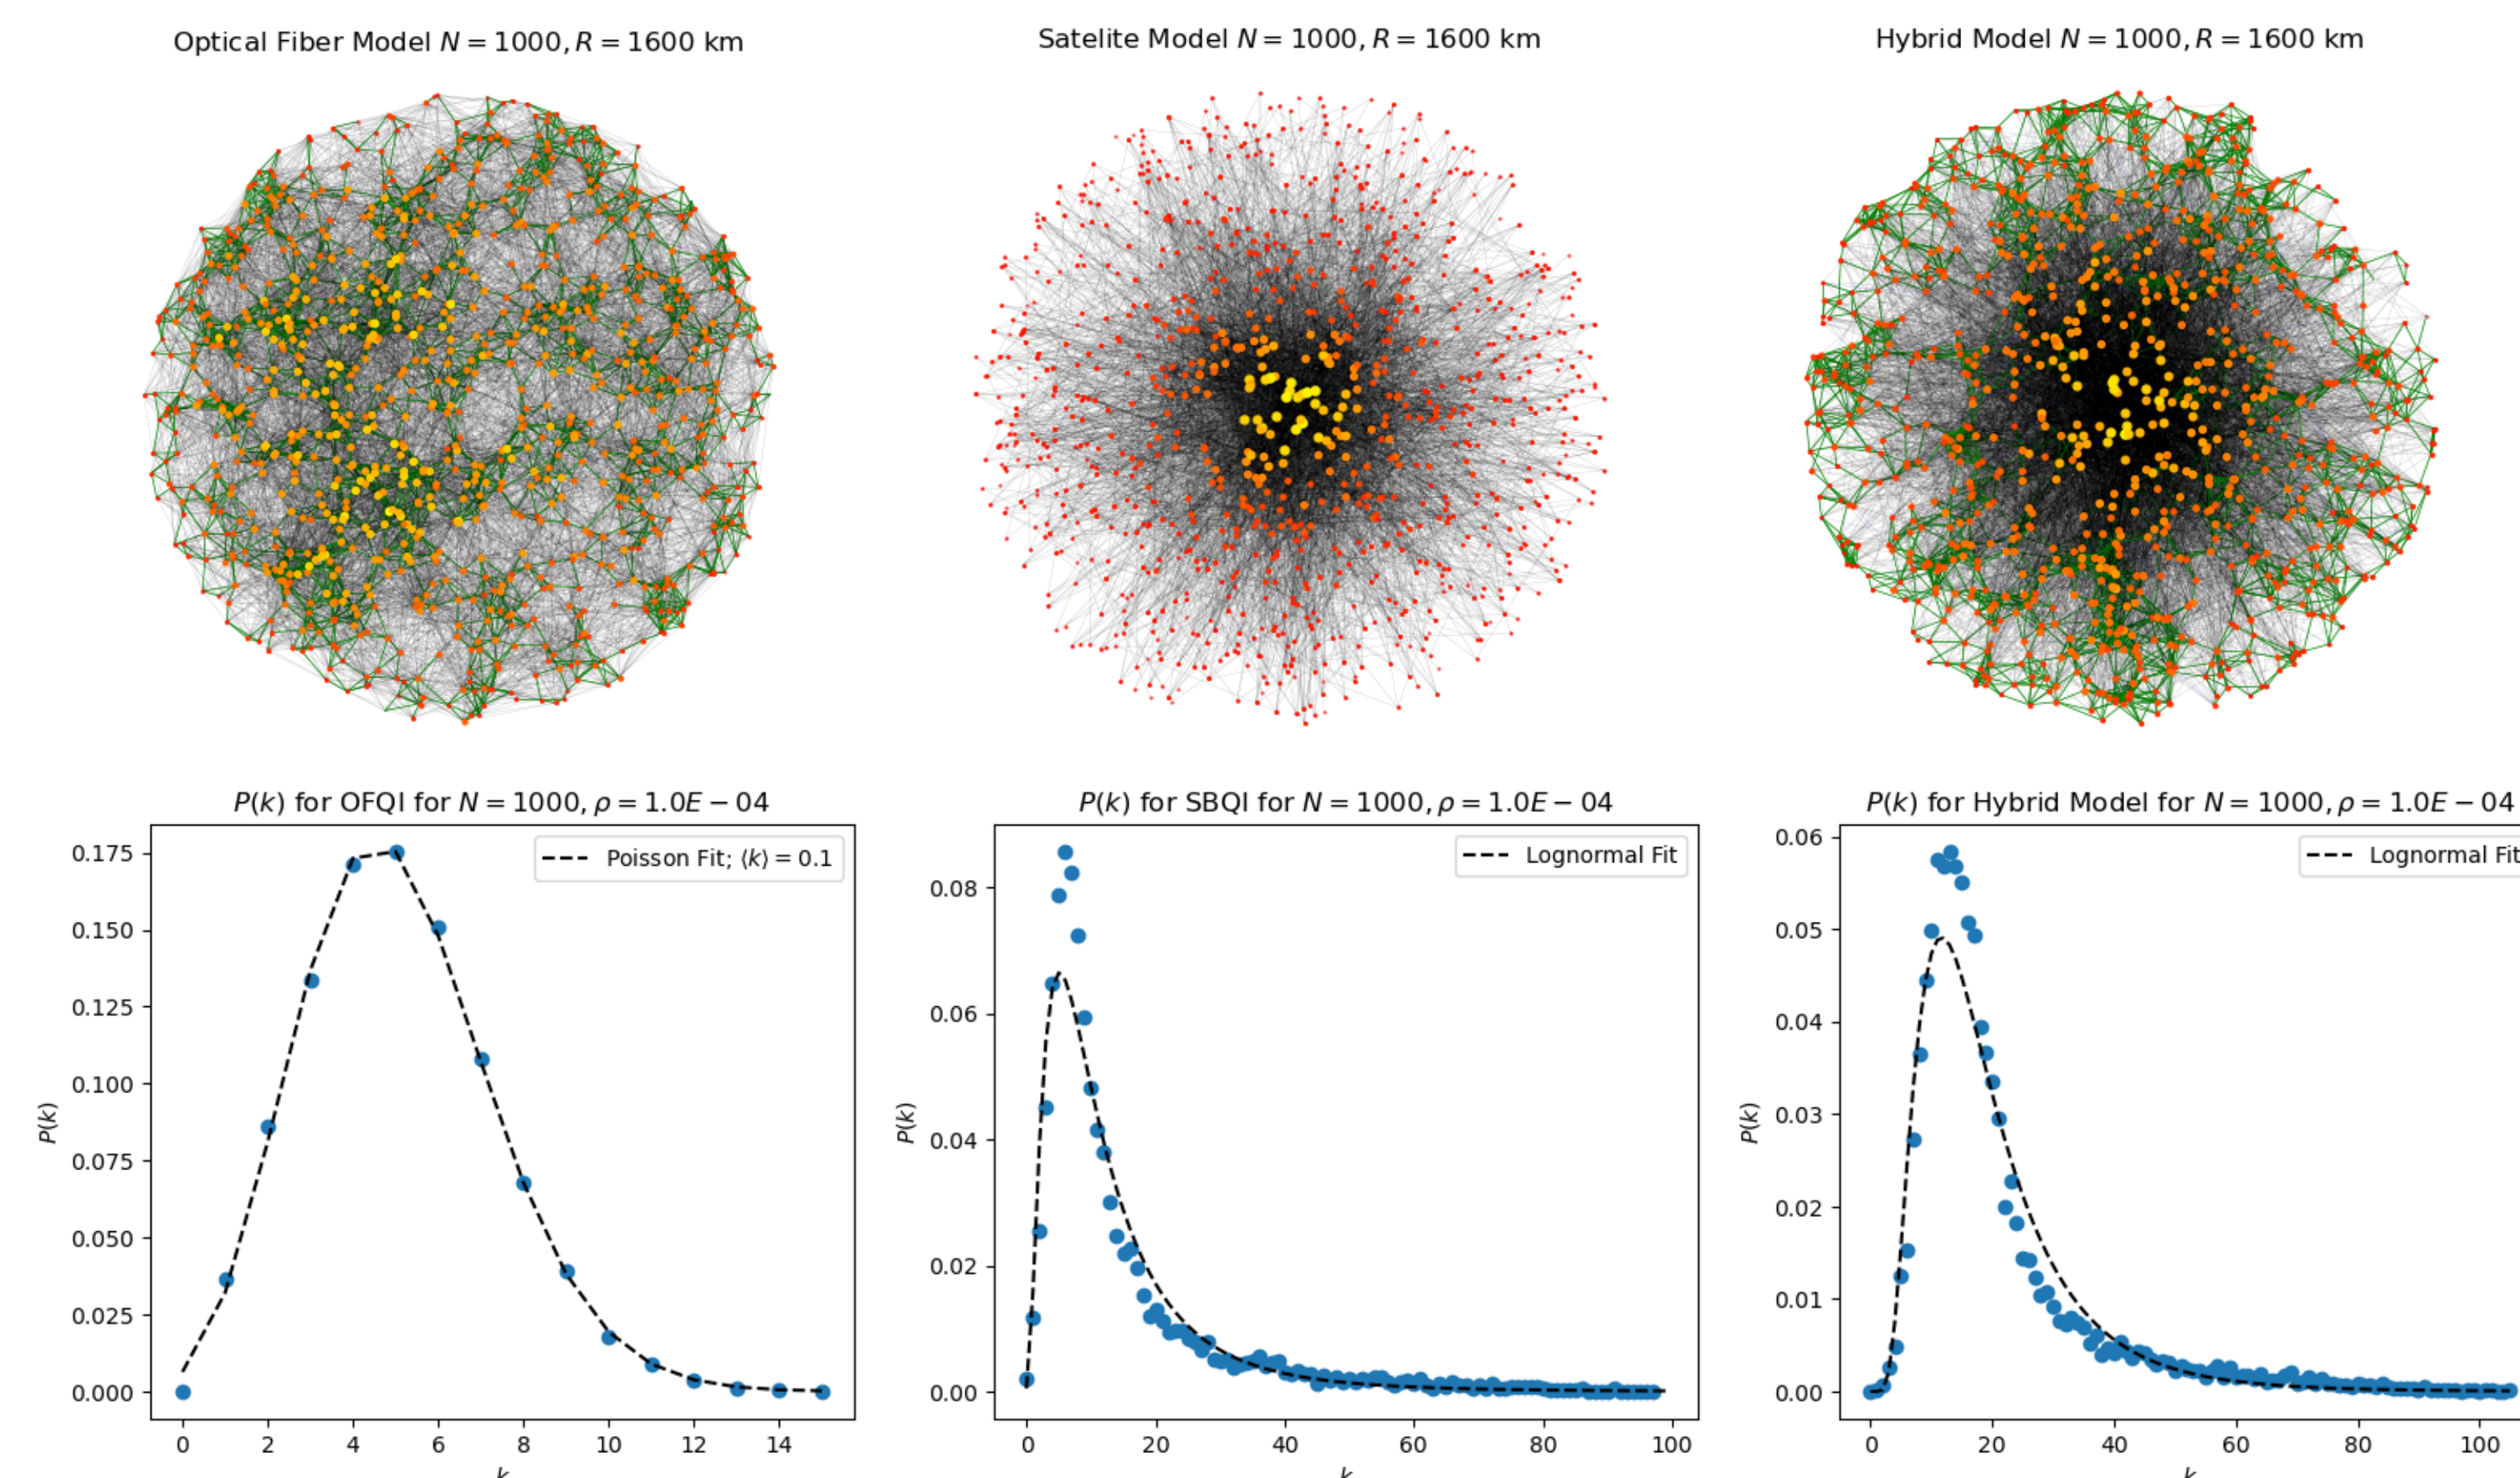 Optical Fiber Model N = 1000, R = 1600 km
Satelite Model N = 1000, R = 1600 km
Hybrid Model N = 1000, R = 1600 km
P(k) for OFQI for N = 1000, ρ = 1.0E − 04
0.175
0.150
0.125
0.100
0.075
0.050
0.025
0.000
P(k)
Poisson Fit; ⟨k⟩ = 0.1
0 2 4 6 8 10 12 14
k
P(k) for SBQI for N = 1000, ρ = 1.0E − 04
0.08
0.06
0.04
0.02
0.00
P(k)
Lognormal Fit
0 20 40 60 80 100
k
P(k) for Hybrid Model for N = 1000, ρ = 1.0E − 04
0.06
0.05
0.04
0.03
0.02
0.01
0.00
P(k)
Lognormal Fit
0 20 40 60 80 100
k